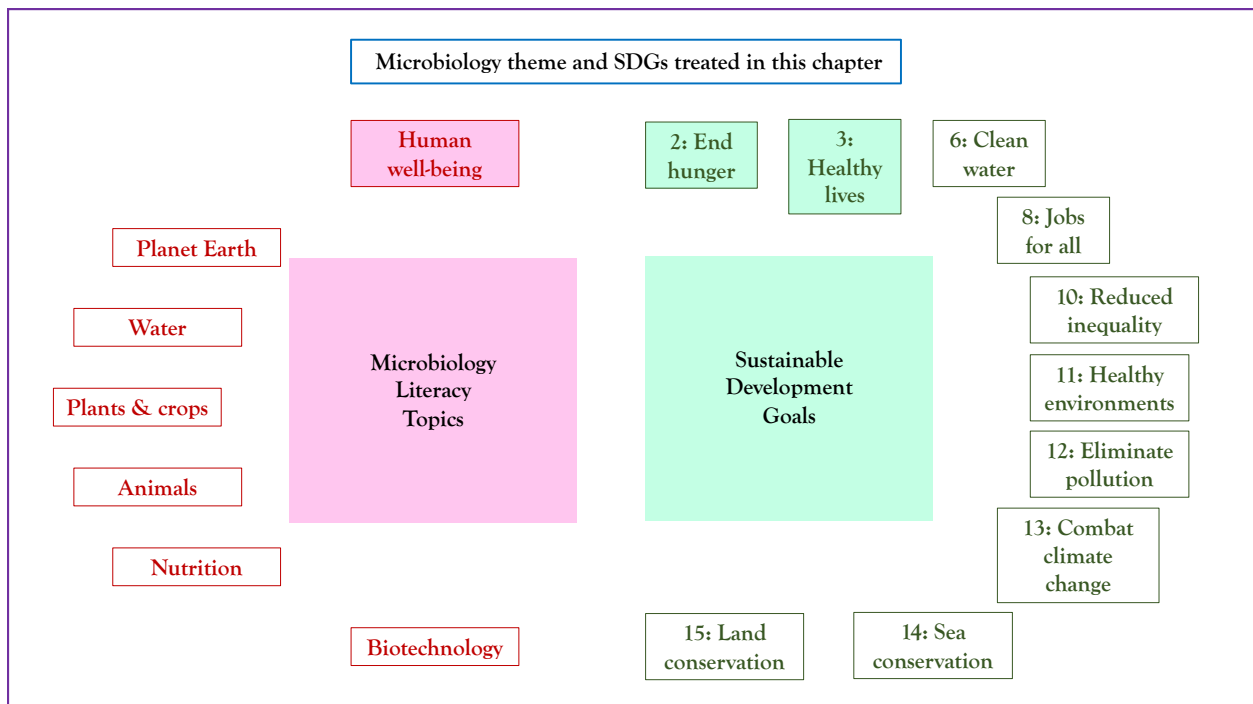 Microbiology theme and SDGs treated in this chapter
Human
well-being
2: End
hunger
3:
Healthy
lives
6: Clean
water
8: Jobs
for all
Planet Earth
10: Reduced
inequality
Water
Microbiology
Literacy
Topics
Sustainable
Development
Goals
11: Healthy
environments
Plants & crops
12: Eliminate
pollution
Animals
13: Combat
climate
change
Nutrition
Biotechnology
15: Land
conservation
14: Sea
conservation